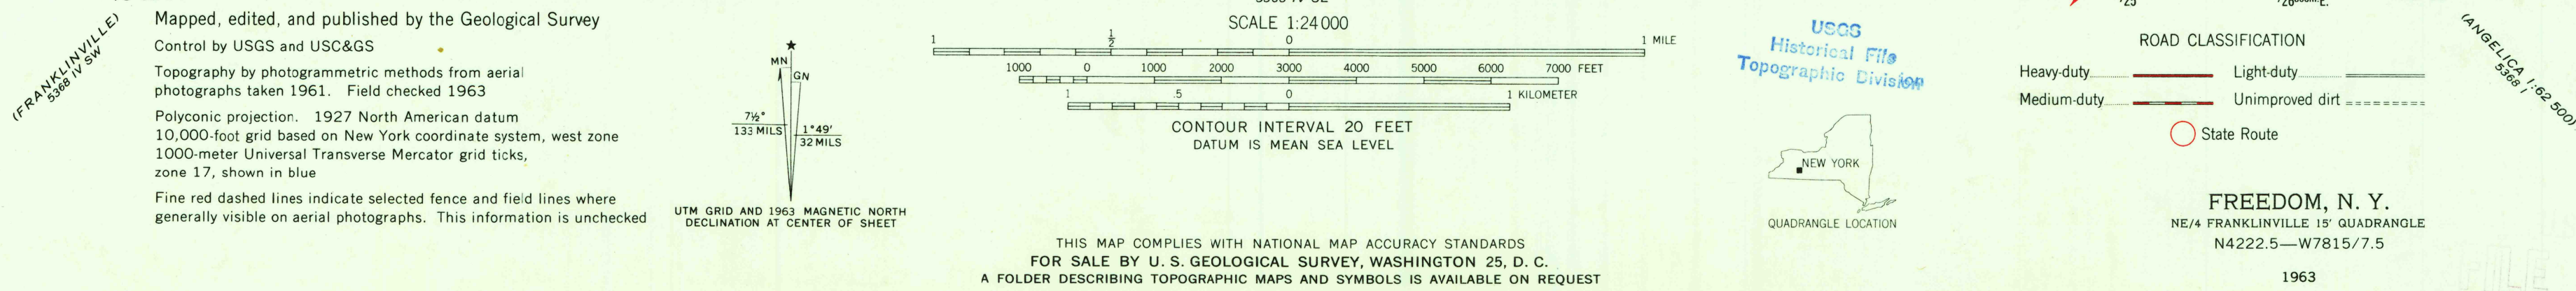 (FRANKLINVILLE)
5368 IV SW
Mapped, edited, and published by the Geological Survey
Control by USGS and USC&GS
Topography by photogrammetric methods from aerial
photographs taken 1961. Field checked 1963
Polyconic projection. 1927 North American datum
10,000-foot grid based on New York coordinate system, west zone
1000-meter Universal Transverse Mercator grid ticks,
zone 17, shown in blue
Fine red dashed lines indicate selected fence and field lines where
generally visible on aerial photographs. This information is unchecked
MN
GN
7½°
133 MILS
1°49′
32 MILS
UTM GRID AND 1963 MAGNETIC NORTH
DECLINATION AT CENTER OF SHEET
SCALE 1:24000
1 ½ 0 1 MILE
1000 0 1000 2000 3000 4000 5000 6000 7000 FEET
1 .5 0 1 KILOMETER
CONTOUR INTERVAL 20 FEET
DATUM IS MEAN SEA LEVEL
THIS MAP COMPLIES WITH NATIONAL MAP ACCURACY STANDARDS
FOR SALE BY U. S. GEOLOGICAL SURVEY, WASHINGTON 25, D. C.
A FOLDER DESCRIBING TOPOGRAPHIC MAPS AND SYMBOLS IS AVAILABLE ON REQUEST
USGS
Historical File
Topographic Division
NEW YORK
QUADRANGLE LOCATION
ROAD CLASSIFICATION
Heavy-duty Light-duty
Medium-duty Unimproved dirt
State Route
FREEDOM, N. Y.
NE/4 FRANKLINVILLE 15′ QUADRANGLE
N4222.5—W7815/7.5
1963
(ANGELICA 1:62 500)
5368 I
FILE